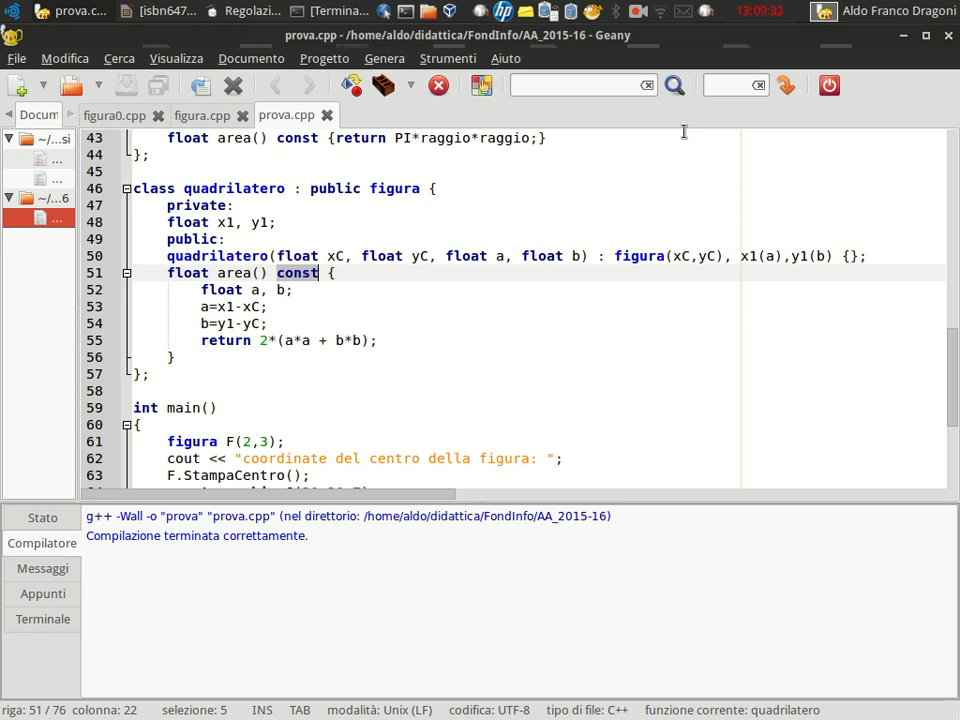 prova.c... [isbn647... Regolazi... [Termina... 13:09:33 Aldo Franco Dragoni
prova.cpp - /home/aldo/didattica/FondInfo/AA_2015-16 - Geany
File Modifica Cerca Visualizza Documento Progetto Genera Strumenti Aiuto
Docum figura0.cpp figura.cpp prova.cpp
~/...si
...
...
~/...6
...
43 float area() const {return PI*raggio*raggio;}
44 };
45
46 class quadrilatero : public figura {
47 private:
48 float x1, y1;
49 public:
50 quadrilatero(float xC, float yC, float a, float b) : figura(xC,yC), x1(a),y1(b) {};
51 float area() const {
52 float a, b;
53 a=x1-xC;
54 b=y1-yC;
55 return 2*(a*a + b*b);
56 }
57 };
58
59 int main()
60 {
61 figura F(2,3);
62 cout << "coordinate del centro della figura: ";
63 F.StampaCentro();
Stato
Compilatore
Messaggi
Appunti
Terminale
g++ -Wall -o "prova" "prova.cpp" (nel direttorio: /home/aldo/didattica/FondInfo/AA_2015-16)
Compilazione terminata correttamente.
riga: 51 / 76 colonna: 22 selezione: 5 INS TAB modalità: Unix (LF) codifica: UTF-8 tipo di file: C++ funzione corrente: quadrilatero